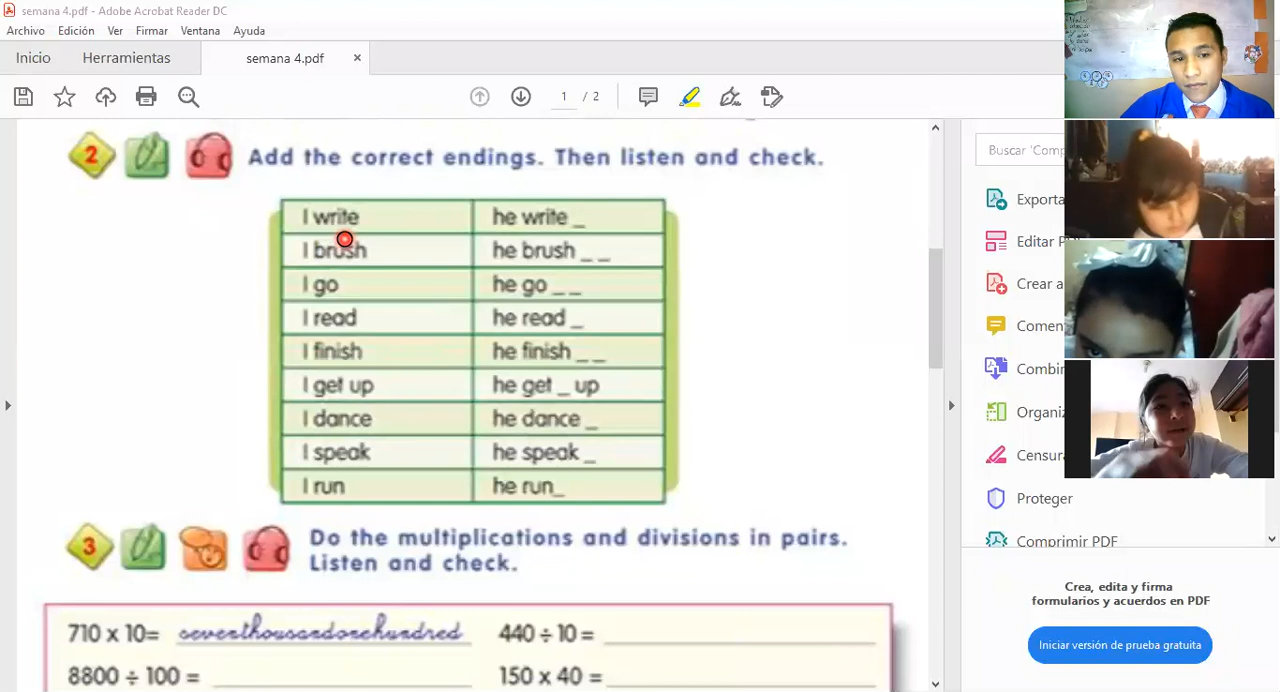 semana 4.pdf - Adobe Acrobat Reader DC
Archivo Edición Ver Firmar Ventana Ayuda
Inicio Herramientas semana 4.pdf ×
1 / 2
2 Add the correct endings. Then listen and check.
I write he write _
I brush he brush _ _
I go he go _ _
I read he read _
I finish he finish _ _
I get up he get _ up
I dance he dance _
I speak he speak _
I run he run_
3 Do the multiplications and divisions in pairs.
Listen and check.
710 x 10= seventhousandonehundred 440 ÷ 10 =
8800 ÷ 100 = 150 x 40 =
Buscar 'Comp
Exporta
Editar P
Crear a
Comen
Combin
Organiz
Censura
Proteger
Comprimir PDF
Crea, edita y firma
formularios y acuerdos en PDF
Iniciar versión de prueba gratuita